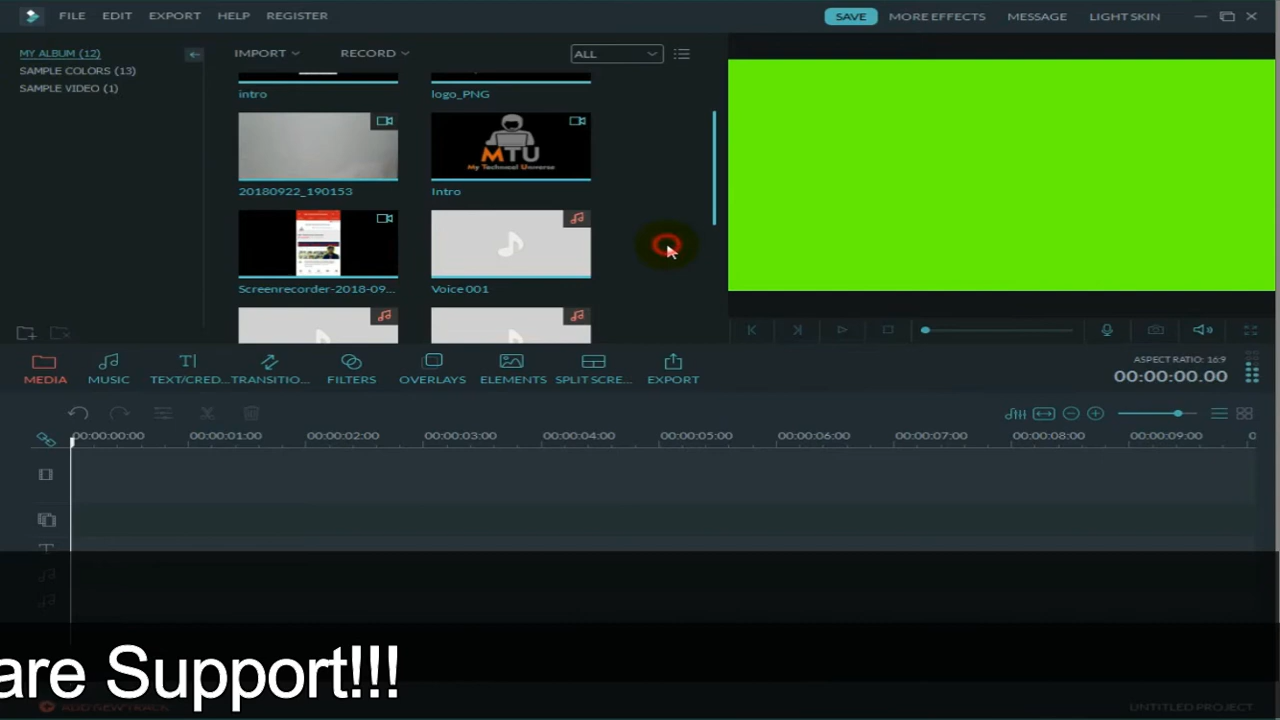 FILE EDIT EXPORT HELP REGISTER SAVE MORE EFFECTS MESSAGE LIGHT SKIN
MY ALBUM (12)
SAMPLE COLORS (13)
SAMPLE VIDEO (1)
IMPORT RECORD ALL
intro logo_PNG
MTU
My Technical Universe
20180922_190153 Intro
Screenrecorder-2018-09... Voice 001
MEDIA MUSIC TEXT/CRED... TRANSITIO... FILTERS OVERLAYS ELEMENTS SPLIT SCRE... EXPORT
ASPECT RATIO: 16:9
00:00:00.00
00:00:00:00 00:00:01:00 00:00:02:00 00:00:03:00 00:00:04:00 00:00:05:00 00:00:06:00 00:00:07:00 00:00:08:00 00:00:09:00 0
are Support!!!
ADD NEW TRACK UNTITLED PROJECT